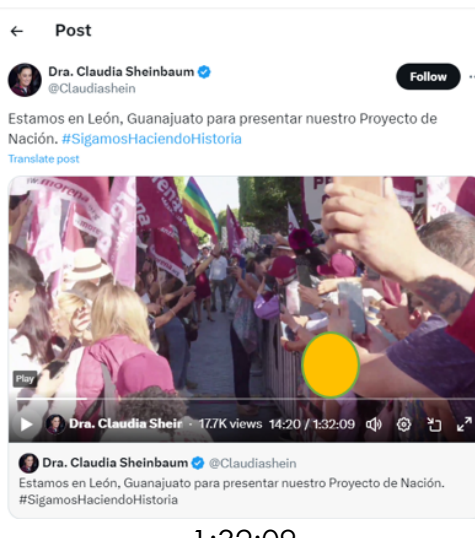 ← Post
Dra. Claudia Sheinbaum
@Claudiashein
Follow
Estamos en León, Guanajuato para presentar nuestro Proyecto de
Nación. #SigamosHaciendoHistoria
Translate post
morena
Play
Dra. Claudia Sheir · 17.7K views 14:20 / 1:32:09
Dra. Claudia Sheinbaum @Claudiashein
Estamos en León, Guanajuato para presentar nuestro Proyecto de Nación.
#SigamosHaciendoHistoria
1:32:09